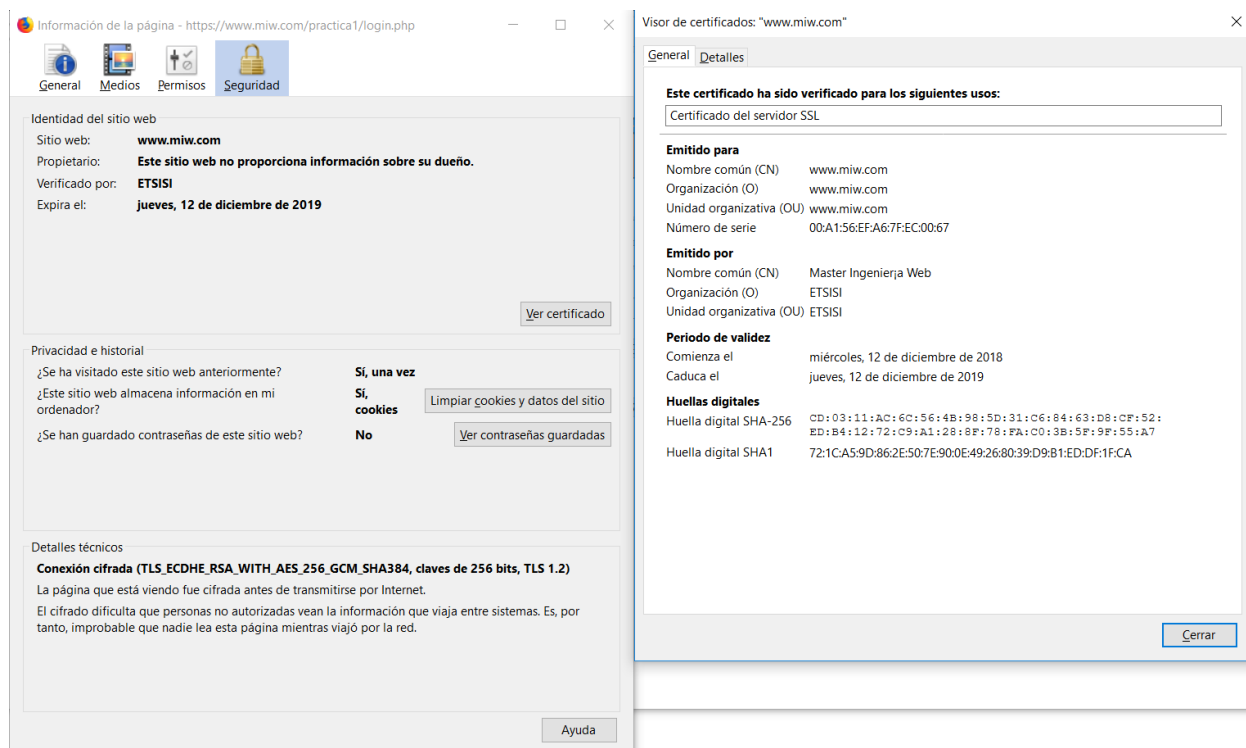 Información de la página - https://www.miw.com/practica1/login.php
General Medios Permisos Seguridad
Identidad del sitio web
Sitio web: www.miw.com
Propietario: Este sitio web no proporciona información sobre su dueño.
Verificado por: ETSISI
Expira el: jueves, 12 de diciembre de 2019
Ver certificado
Privacidad e historial
¿Se ha visitado este sitio web anteriormente? Sí, una vez
¿Este sitio web almacena información en mi
ordenador?
Sí,
cookies
Limpiar cookies y datos del sitio
¿Se han guardado contraseñas de este sitio web? No Ver contraseñas guardadas
Detalles técnicos
Conexión cifrada (TLS_ECDHE_RSA_WITH_AES_256_GCM_SHA384, claves de 256 bits, TLS 1.2)
La página que está viendo fue cifrada antes de transmitirse por Internet.
El cifrado dificulta que personas no autorizadas vean la información que viaja entre sistemas. Es, por
tanto, improbable que nadie lea esta página mientras viajó por la red.
Ayuda
Visor de certificados: "www.miw.com"
General Detalles
Este certificado ha sido verificado para los siguientes usos:
Certificado del servidor SSL
Emitido para
Nombre común (CN) www.miw.com
Organización (O) www.miw.com
Unidad organizativa (OU) www.miw.com
Número de serie 00:A1:56:EF:A6:7F:EC:00:67
Emitido por
Nombre común (CN) Master Ingenier¡a Web
Organización (O) ETSISI
Unidad organizativa (OU) ETSISI
Periodo de validez
Comienza el miércoles, 12 de diciembre de 2018
Caduca el jueves, 12 de diciembre de 2019
Huellas digitales
Huella digital SHA-256 CD:03:11:AC:6C:56:4B:98:5D:31:C6:84:63:D8:CF:52:
ED:B4:12:72:C9:A1:28:8F:78:FA:C0:3B:5F:9F:55:A7
Huella digital SHA1 72:1C:A5:9D:86:2E:50:7E:90:0E:49:26:80:39:D9:B1:ED:DF:1F:CA
Cerrar